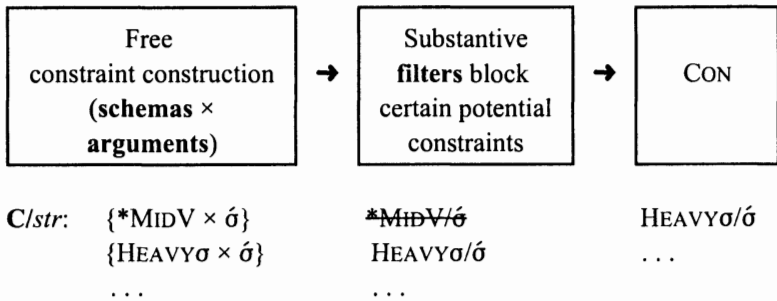 Free
constraint construction
(schemas ×
arguments)
➔
Substantive
filters block
certain potential
constraints
➔
CON
C/str: {*MIDV × σ́} *MIDV/σ́ HEAVYσ/σ́
{HEAVYσ × σ́} HEAVYσ/σ́ . . .
. . . . . .